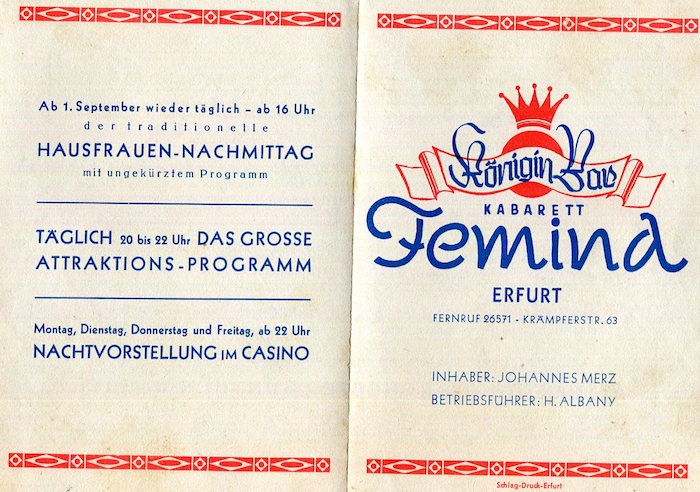 Ab 1. September wieder täglich – ab 16 Uhr
der traditionelle
HAUSFRAUEN-NACHMITTAG
mit ungekürztem Programm
TÄGLICH 20 bis 22 Uhr DAS GROSSE
ATTRAKTIONS-PROGRAMM
Montag, Dienstag, Donnerstag und Freitag, ab 22 Uhr
NACHTVORSTELLUNG IM CASINO
Königin-Bar
KABARETT
Femina
ERFURT
FERNRUF 26571 - KRÄMPFERSTR. 63
INHABER: JOHANNES MERZ
BETRIEBSFÜHRER: H. ALBANY
Schlag-Druck-Erfurt